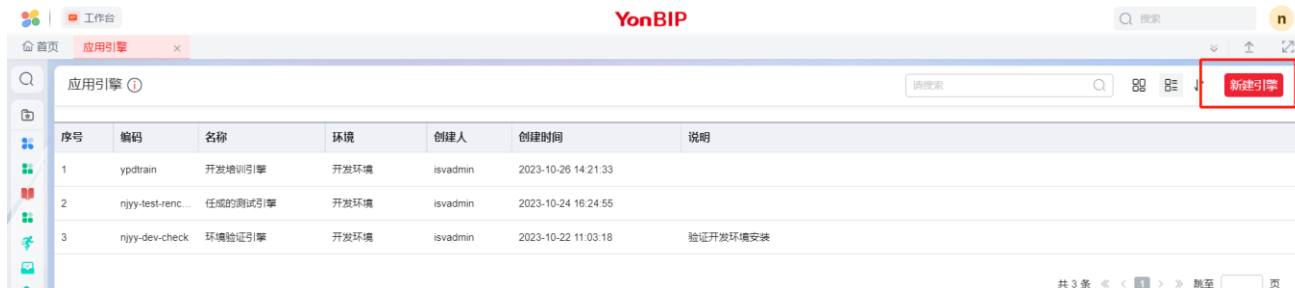 工作台 YonBIP 搜索 n
首页 应用引擎 ×
应用引擎 请搜索 新建引擎
序号 编码 名称 环境 创建人 创建时间 说明
1 ypdtrain 开发培训引擎 开发环境 isvadmin 2023-10-26 14:21:33
2 njyy-test-renc... 任成的测试引擎 开发环境 isvadmin 2023-10-24 16:24:55
3 njyy-dev-check 环境验证引擎 开发环境 isvadmin 2023-10-22 11:03:18 验证开发环境安装
共 3 条 « < 1 > » 跳至 页